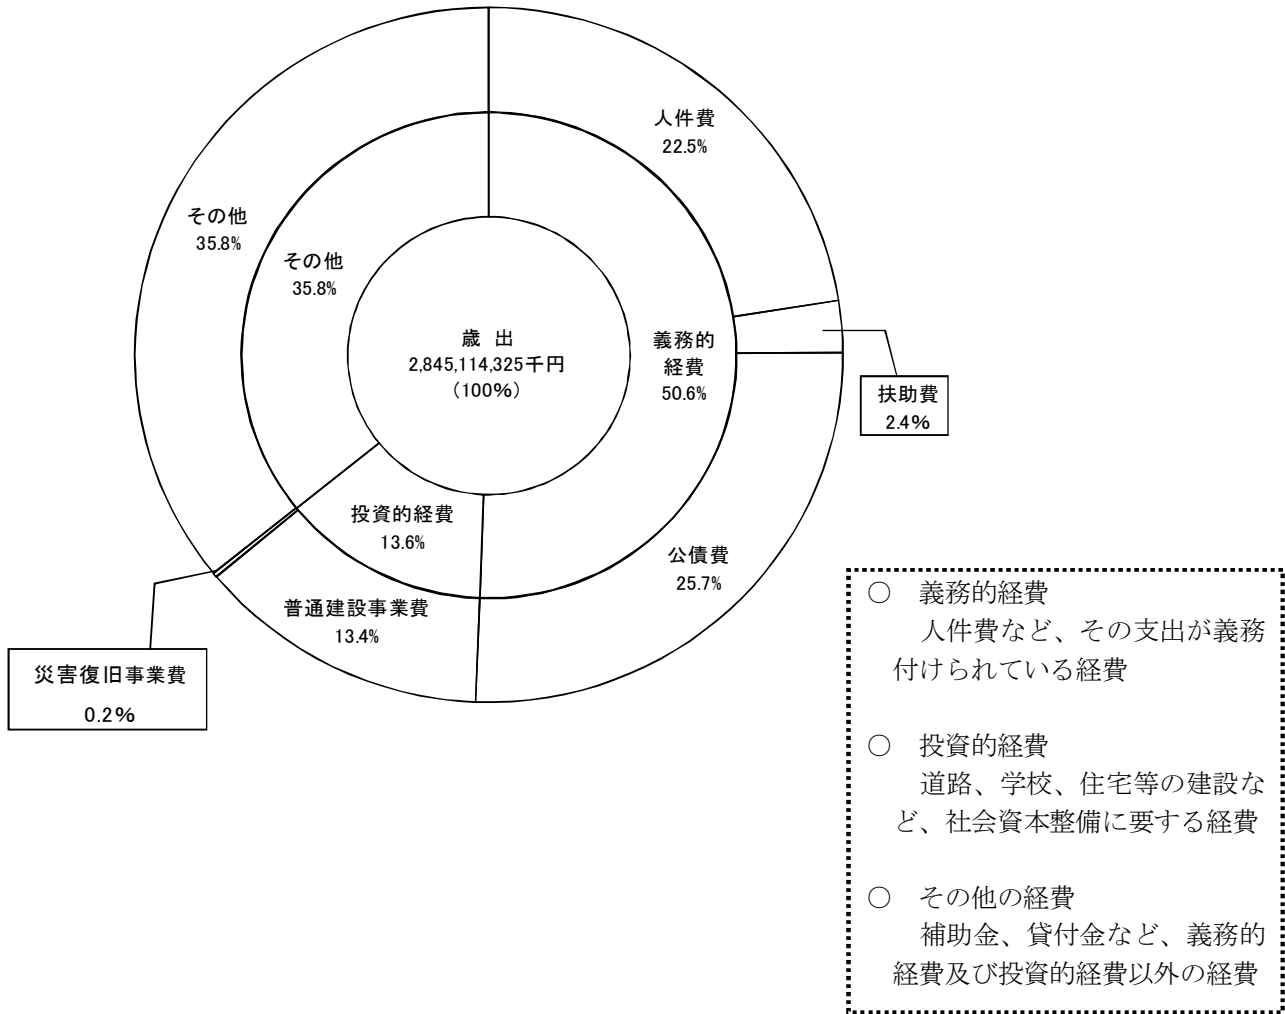 人件費
22.5%
その他
35.8%
その他
35.8%
歳 出
2,845,114,325千円
（100%）
義務的
経費
50.6%
扶助費
2.4%
投資的経費
13.6%
公債費
25.7%
普通建設事業費
13.4%
災害復旧事業費
0.2%
○ 義務的経費
人件費など、その支出が義務
付けられている経費
○ 投資的経費
道路、学校、住宅等の建設な
ど、社会資本整備に要する経費
○ その他の経費
補助金、貸付金など、義務的
経費及び投資的経費以外の経費